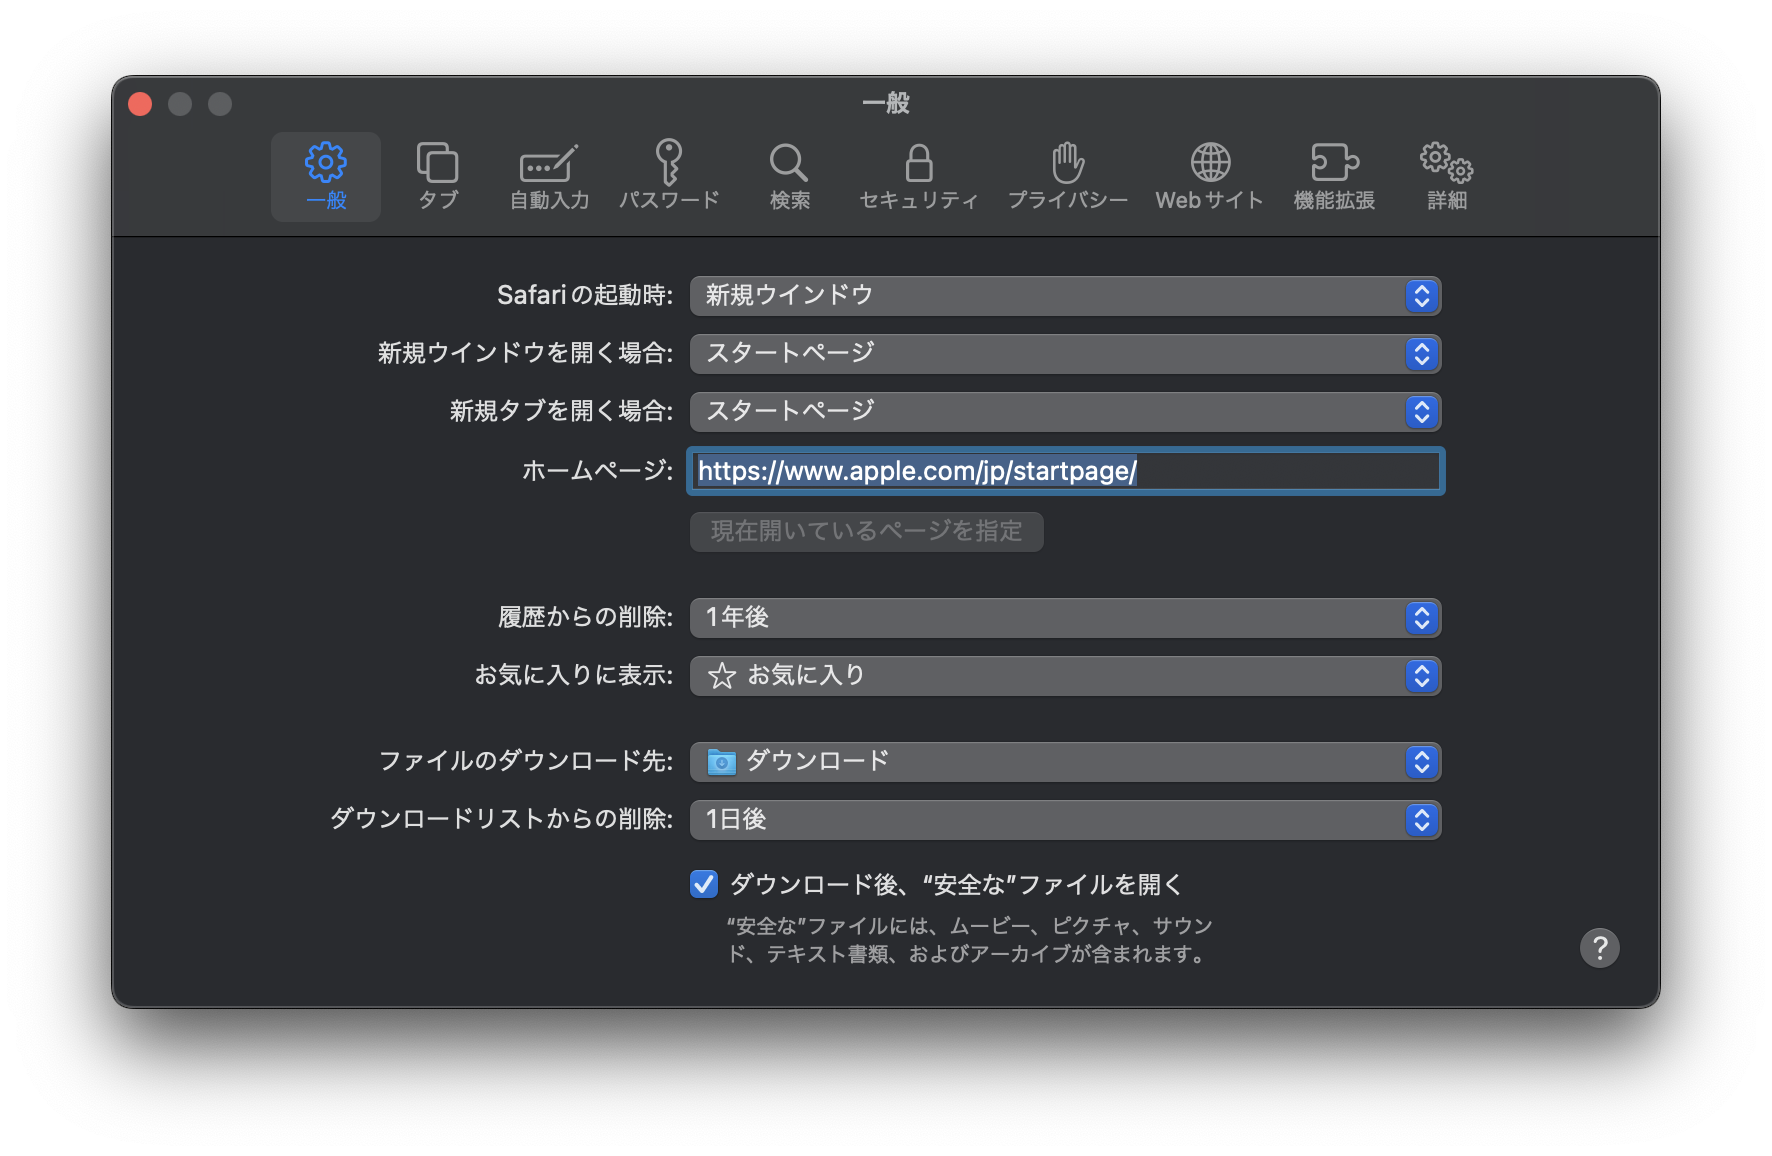 一般
一般
タブ
自動入力
パスワード
検索
セキュリティ
プライバシー
Webサイト
機能拡張
詳細
Safariの起動時: 新規ウインドウ
新規ウインドウを開く場合: スタートページ
新規タブを開く場合: スタートページ
ホームページ: https://www.apple.com/jp/startpage/
現在開いているページを指定
履歴からの削除: 1年後
お気に入りに表示: お気に入り
ファイルのダウンロード先: ダウンロード
ダウンロードリストからの削除: 1日後
ダウンロード後、“安全な”ファイルを開く
“安全な”ファイルには、ムービー、ピクチャ、サウン
ド、テキスト書類、およびアーカイブが含まれます。
?